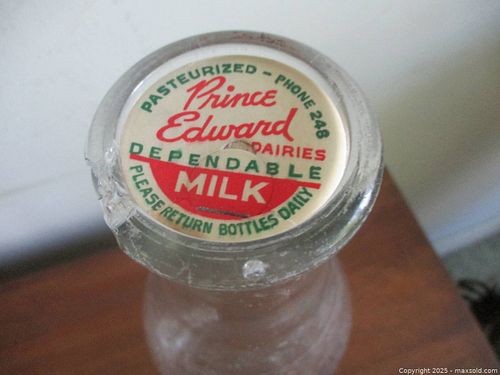 PASTEURIZED - PHONE 248
Prince
Edward
DAIRIES
DEPENDABLE
MILK
PLEASE RETURN BOTTLES DAILY
Copyright 2025 - maxsold.com